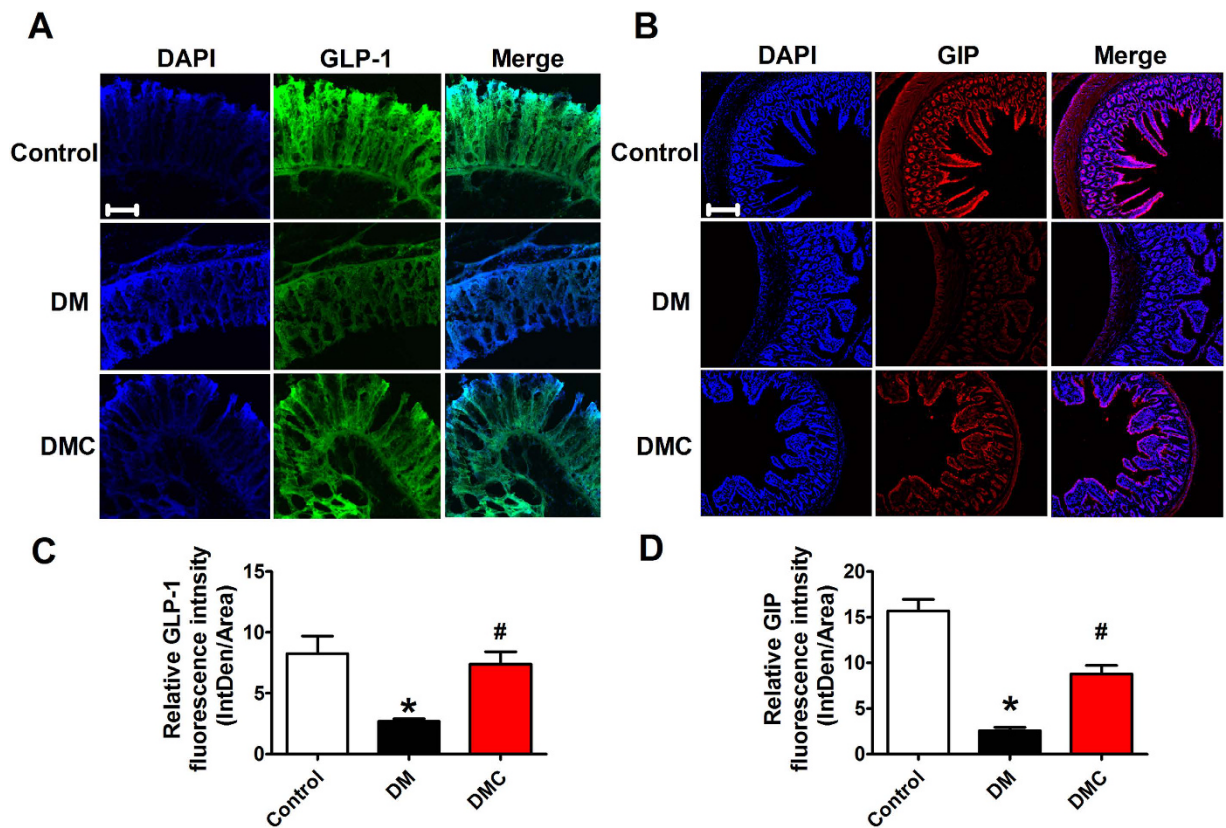 A
DAPI GLP-1 Merge
Control
DM
DMC
B
DAPI GIP Merge
Control
DM
DMC
C
Relative GLP-1
fluorescence intnsity
(IntDen/Area)
15
10
5
0
*
#
Control DM DMC
D
Relative GIP
fluorescence intnsity
(IntDen/Area)
20
15
10
5
0
*
#
Control DM DMC